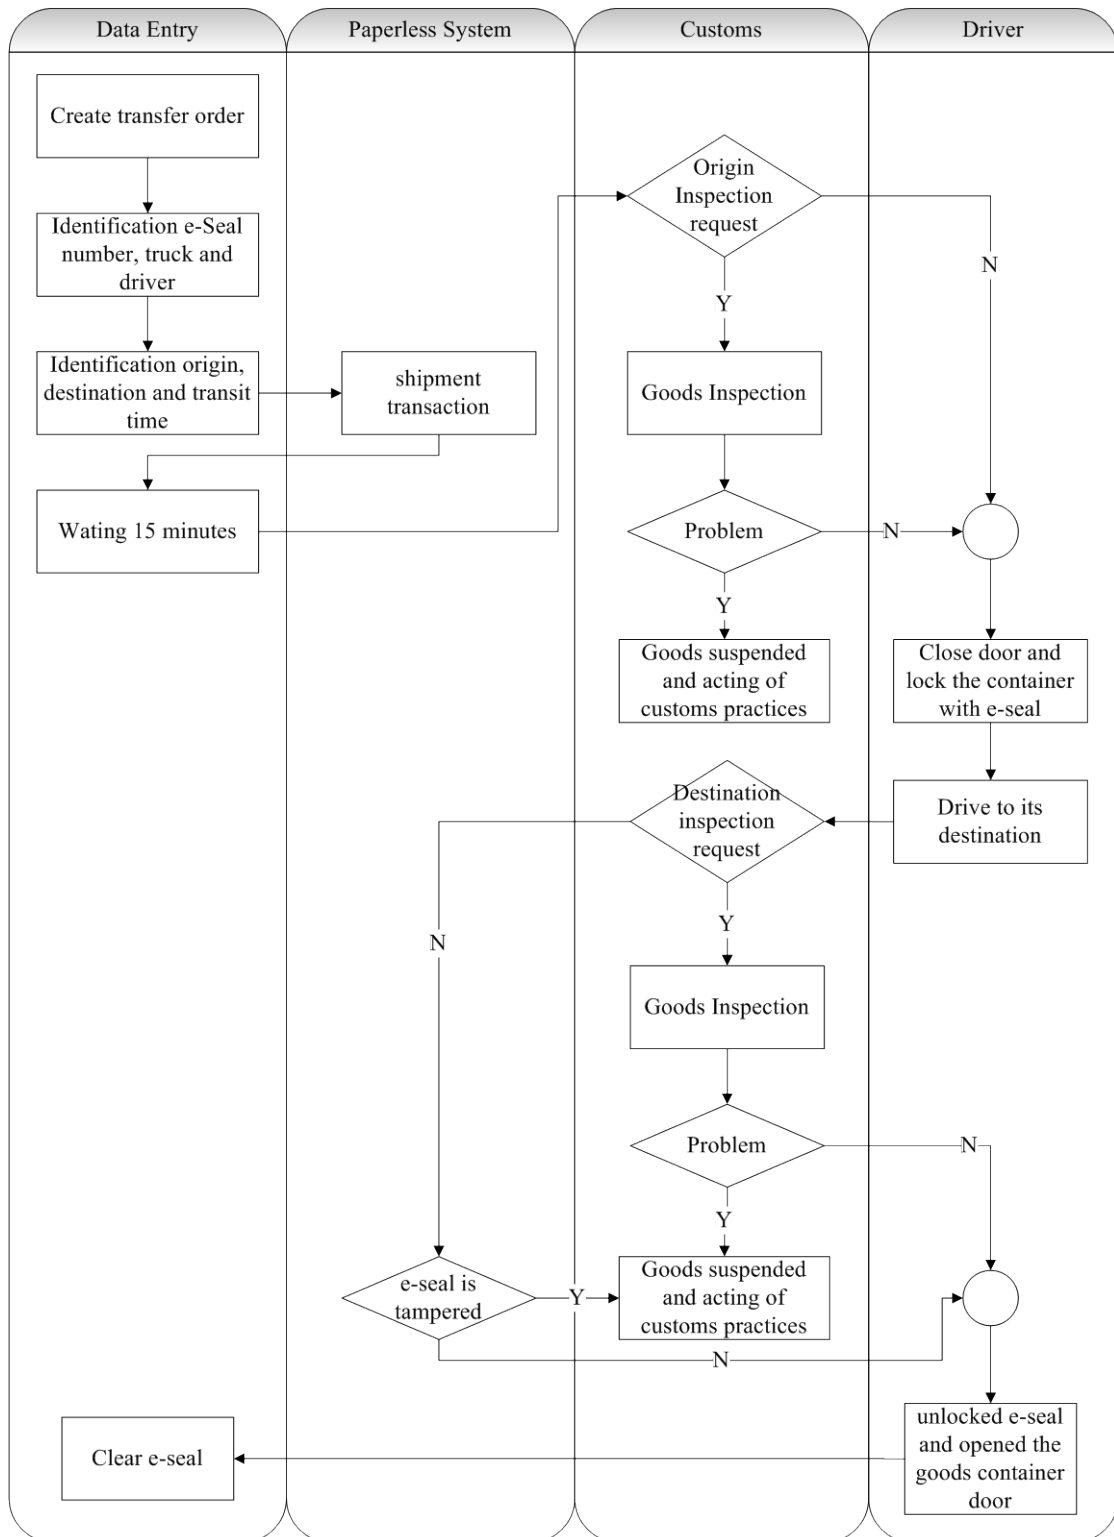 Data Entry
Paperless System
Customs
Driver
Create transfer order
Origin
Inspection
request
Identification e-Seal
number, truck and
driver
N
Y
Identification origin,
destination and transit
time
shipment
transaction
Goods Inspection
Wating 15 minutes
Problem
N
Y
Goods suspended
and acting of
customs practices
Close door and
lock the container
with e-seal
Destination
inspection
request
Drive to its
destination
Y
N
Goods Inspection
Problem
N
Y
e-seal is
tampered
Y
Goods suspended
and acting of
customs practices
N
unlocked e-seal
and opened the
goods container
door
Clear e-seal